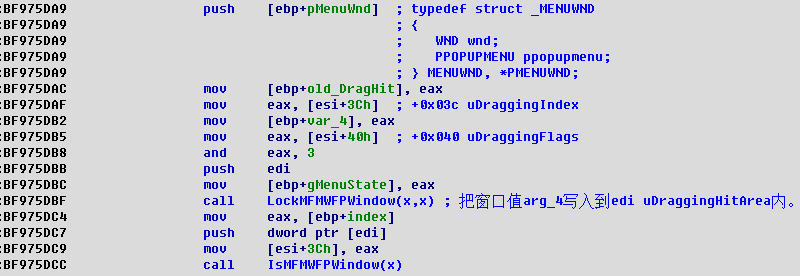 :BF975DA9 push [ebp+pMenuWnd] ; typedef struct _MENUWND
:BF975DA9 ; {
:BF975DA9 ; WND wnd;
:BF975DA9 ; PPOPUPMENU ppopupmenu;
:BF975DA9 ; } MENUWND, *PMENUWND;
:BF975DAC mov [ebp+old_DragHit], eax
:BF975DAF mov eax, [esi+3Ch] ; +0x03c uDraggingIndex
:BF975DB2 mov [ebp+var_4], eax
:BF975DB5 mov eax, [esi+40h] ; +0x040 uDraggingFlags
:BF975DB8 and eax, 3
:BF975DBB push edi
:BF975DBC mov [ebp+gMenuState], eax
:BF975DBF call LockMFMWFPWindow(x,x) ; 把窗口值arg_4写入到edi uDraggingHitArea内。
:BF975DC4 mov eax, [ebp+index]
:BF975DC7 push dword ptr [edi]
:BF975DC9 mov [esi+3Ch], eax
:BF975DCC call IsMFMWFPWindow(x)